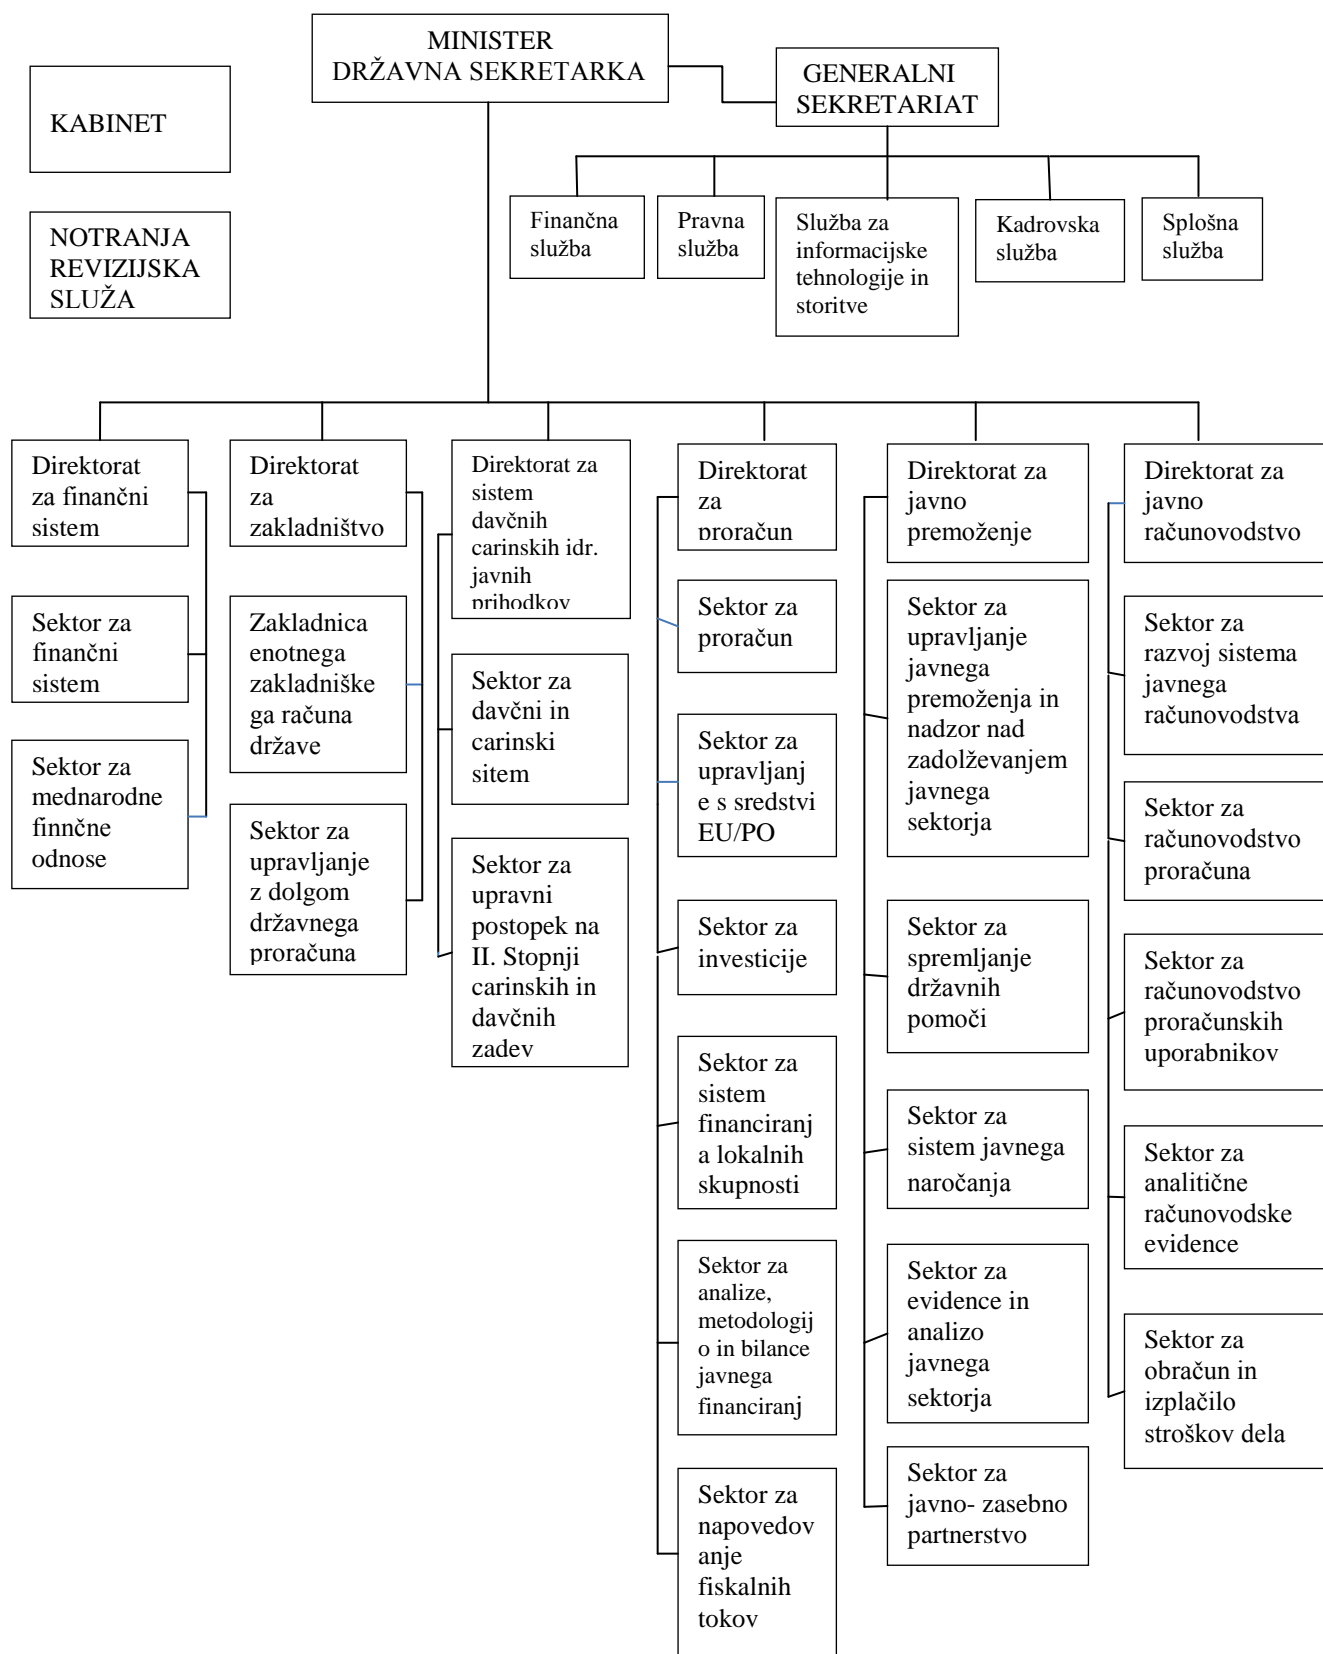 MINISTER
DRŽAVNA SEKRETARKA
GENERALNI
SEKRETARIAT
KABINET
NOTRANJA
REVIZIJSKA
SLUŽA
Finančna
služba
Pravna
služba
Služba za
informacijske
tehnologije in
storitve
Kadrovska
služba
Splošna
služba
Direktorat
za finančni
sistem
Sektor za
finančni
sistem
Sektor za
mednarodne
finnčne
odnose
Direktorat
za
zakladništvo
Zakladnica
enotnega
zakladniške
ga računa
države
Sektor za
upravljanje
z dolgom
državnega
proračuna
Direktorat za
sistem
davčnih
carinskih idr.
javnih
prihodkov
Sektor za
davčni in
carinski
sitem
Sektor za
upravni
postopek na
II. Stopnji
carinskih in
davčnih
zadev
Direktorat
za
proračun
Sektor za
proračun
Sektor za
upravljanj
e s sredstvi
EU/PO
Sektor za
investicije
Sektor za
sistem
financiranj
a lokalnih
skupnosti
Sektor za
analize,
metodologij
o in bilance
javnega
financiranj
Sektor za
napovedov
anje
fiskalnih
tokov
Direktorat za
javno
premoženje
Sektor za
upravljanje
javnega
premoženja in
nadzor nad
zadolževanjem
javnega
sektorja
Sektor za
spremljanje
državnih
pomoči
Sektor za
sistem javnega
naročanja
Sektor za
evidence in
analizo
javnega
sektorja
Sektor za
javno- zasebno
partnerstvo
Direktorat za
javno
računovodstvo
Sektor za
razvoj sistema
javnega
računovodstva
Sektor za
računovodstvo
proračuna
Sektor za
računovodstvo
proračunskih
uporabnikov
Sektor za
analitične
računovodske
evidence
Sektor za
obračun in
izplačilo
stroškov dela